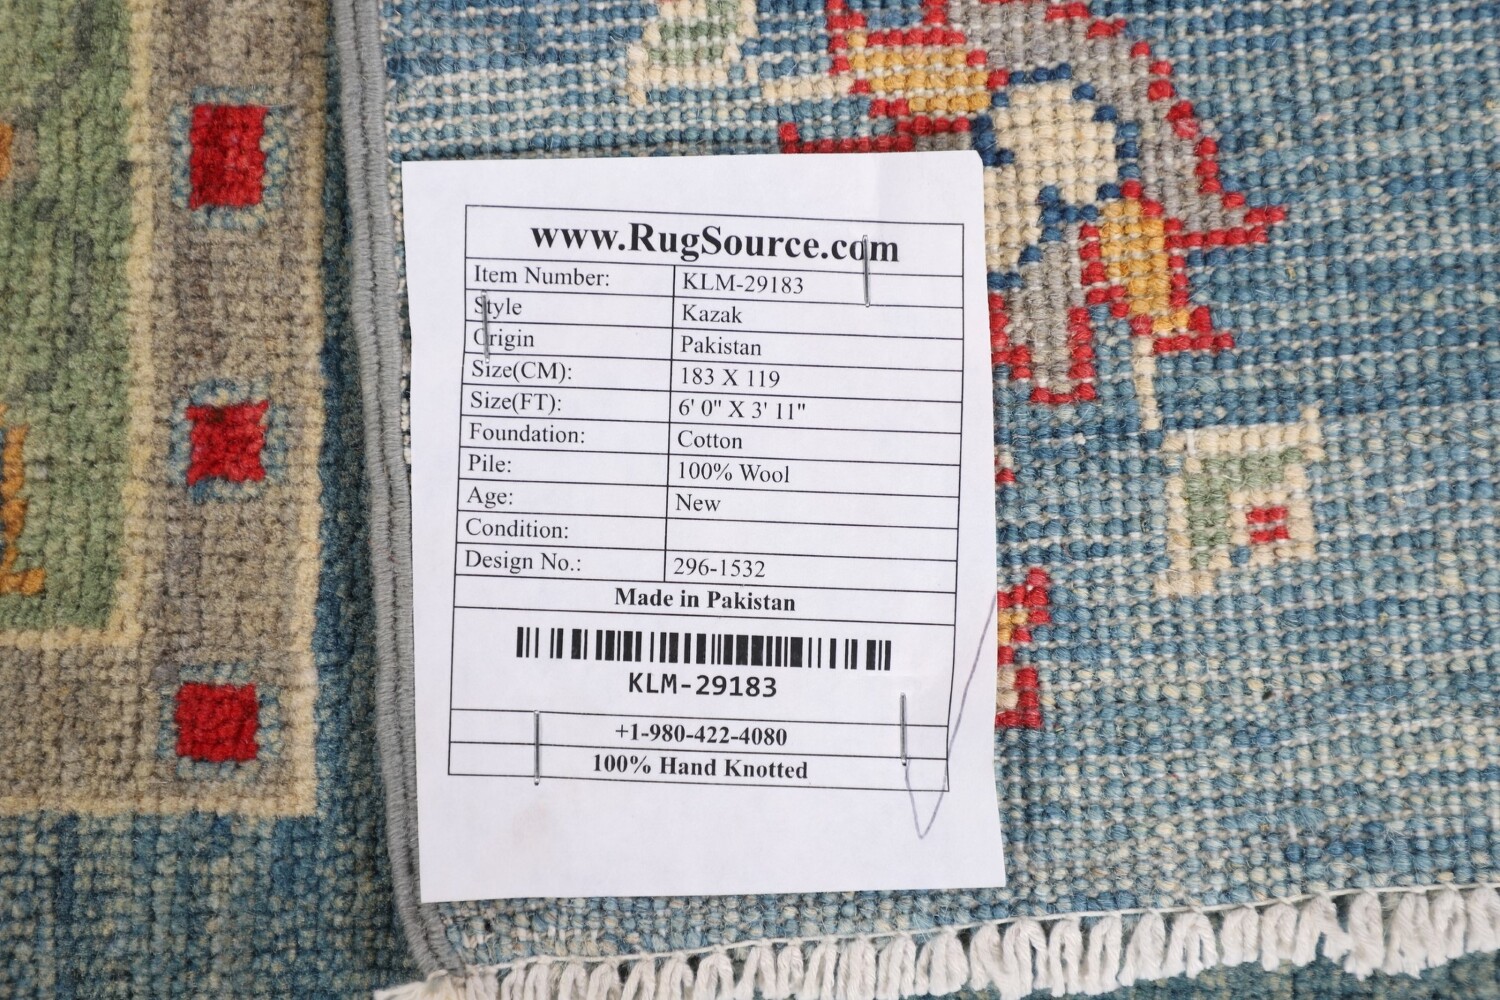 www.RugSource.com
Item Number: KLM-29183
Style Kazak
Origin Pakistan
Size(CM): 183 X 119
Size(FT): 6' 0" X 3' 11"
Foundation: Cotton
Pile: 100% Wool
Age: New
Condition:
Design No.: 296-1532
Made in Pakistan
KLM-29183
+1-980-422-4080
100% Hand Knotted